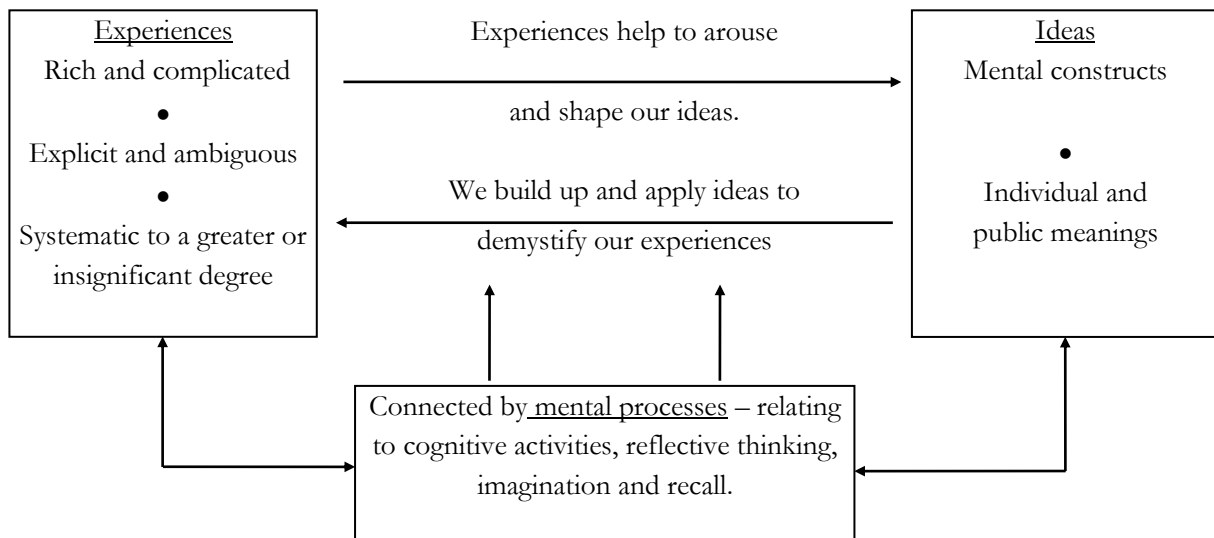 Experiences
Rich and complicated
•
Explicit and ambiguous
•
Systematic to a greater or
insignificant degree
Experiences help to arouse
and shape our ideas.
We build up and apply ideas to
demystify our experiences
Ideas
Mental constructs
•
Individual and
public meanings
Connected by mental processes – relating
to cognitive activities, reflective thinking,
imagination and recall.